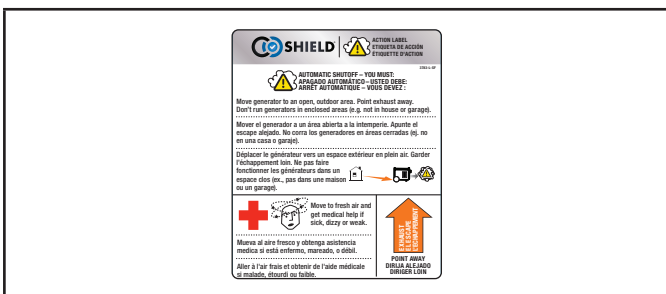 CO SHIELD
ACTION LABEL
ETIQUETA DE ACCIÓN
ÉTIQUETTE D'ACTION
AUTOMATIC SHUTOFF – YOU MUST:
APAGADO AUTOMÁTICO – USTED DEBE:
ARRÊT AUTOMATIQUE – VOUS DEVEZ :
Move generator to an open, outdoor area. Point exhaust away.
Don't run generators in enclosed areas (e.g. not in house or garage).
Mover el generador a un área abierta a la intemperie. Apunte el
escape alejado. No corra los generadores en áreas cerradas (ej. no
en una casa o garaje).
Déplacer le générateur vers un espace extérieur en plein air. Garder
l'échappement loin. Ne pas faire
fonctionner les générateurs dans un
espace clos (ex., pas dans une maison
ou un garage).
Move to fresh air and
get medical help if
sick, dizzy or weak.
Mueva al aire fresco y obtenga asistencia
medica si está enfermo, mareado, o débil.
Aller à l'air frais et obtenir de l'aide médicale
si malade, étourdi ou faible.
EXHAUST
EL ESCAPE
L'ÉCHAPPEMENT
POINT AWAY
DIRIJA ALEJADO
DIRIGER LOIN